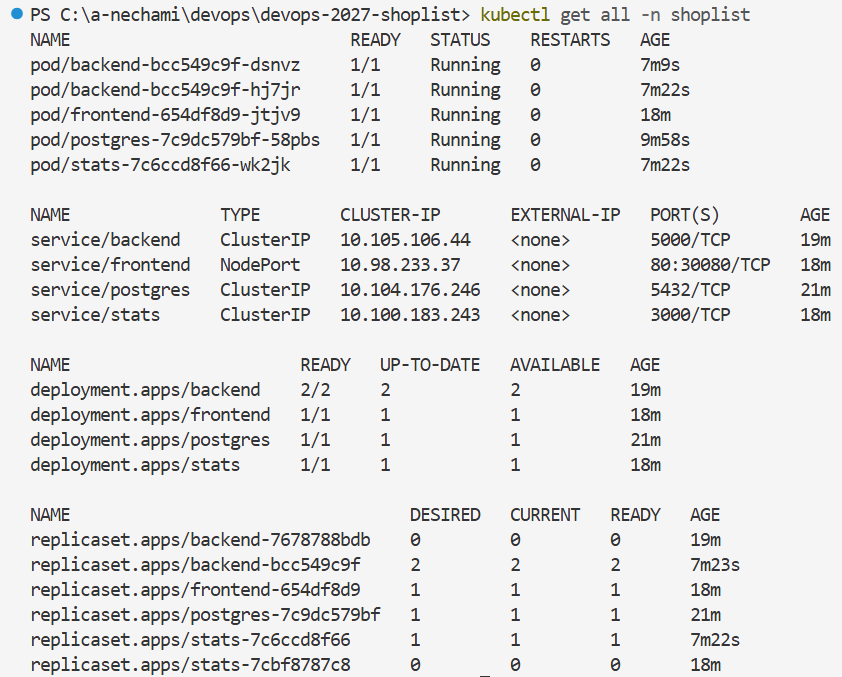 PS C:\a-nechami\devops\devops-2027-shoplist> kubectl get all -n shoplist
NAME READY STATUS RESTARTS AGE
pod/backend-bcc549c9f-dsnvz 1/1 Running 0 7m9s
pod/backend-bcc549c9f-hj7jr 1/1 Running 0 7m22s
pod/frontend-654df8d9-jtjv9 1/1 Running 0 18m
pod/postgres-7c9dc579bf-58pbs 1/1 Running 0 9m58s
pod/stats-7c6ccd8f66-wk2jk 1/1 Running 0 7m22s
NAME TYPE CLUSTER-IP EXTERNAL-IP PORT(S) AGE
service/backend ClusterIP 10.105.106.44 <none> 5000/TCP 19m
service/frontend NodePort 10.98.233.37 <none> 80:30080/TCP 18m
service/postgres ClusterIP 10.104.176.246 <none> 5432/TCP 21m
service/stats ClusterIP 10.100.183.243 <none> 3000/TCP 18m
NAME READY UP-TO-DATE AVAILABLE AGE
deployment.apps/backend 2/2 2 2 19m
deployment.apps/frontend 1/1 1 1 18m
deployment.apps/postgres 1/1 1 1 21m
deployment.apps/stats 1/1 1 1 18m
NAME DESIRED CURRENT READY AGE
replicaset.apps/backend-7678788bdb 0 0 0 19m
replicaset.apps/backend-bcc549c9f 2 2 2 7m23s
replicaset.apps/frontend-654df8d9 1 1 1 18m
replicaset.apps/postgres-7c9dc579bf 1 1 1 21m
replicaset.apps/stats-7c6ccd8f66 1 1 1 7m22s
replicaset.apps/stats-7cbf8787c8 0 0 0 18m